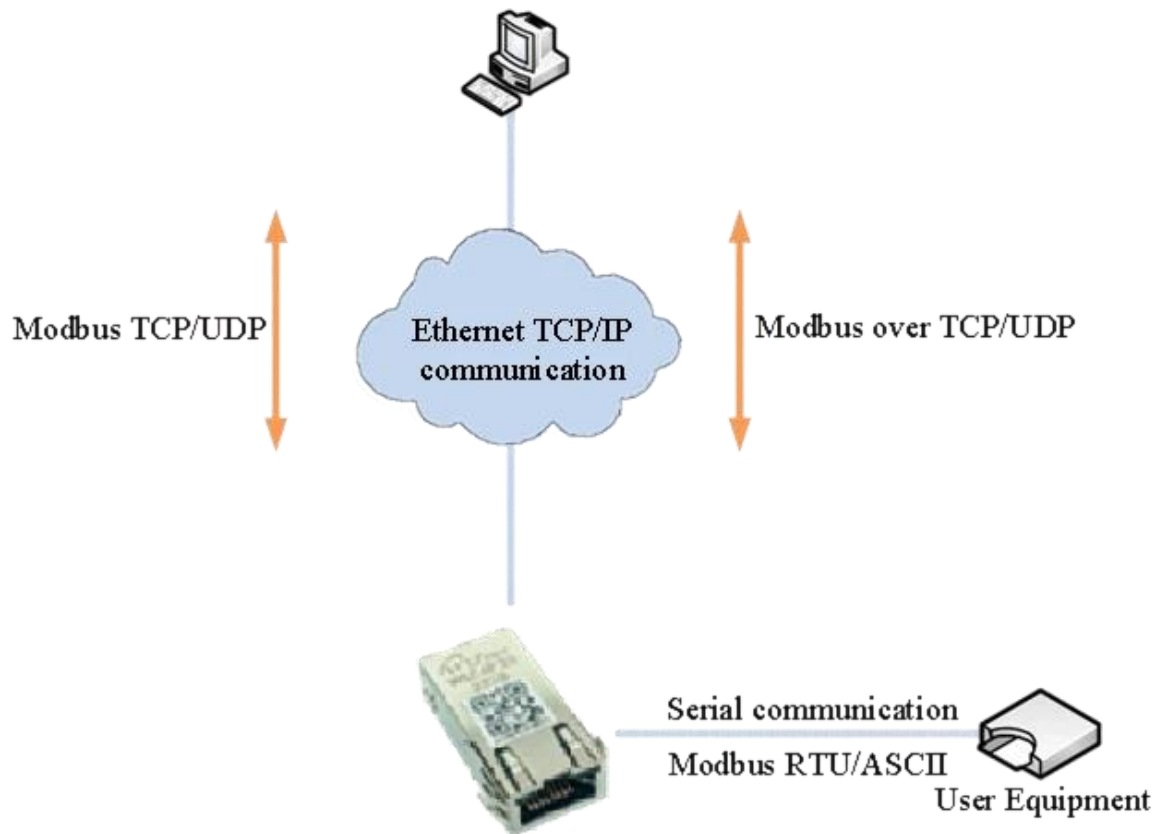 Modbus TCP/UDP
Ethernet TCP/IP
communication
Modbus over TCP/UDP
Serial communication
Modbus RTU/ASCII
User Equipment